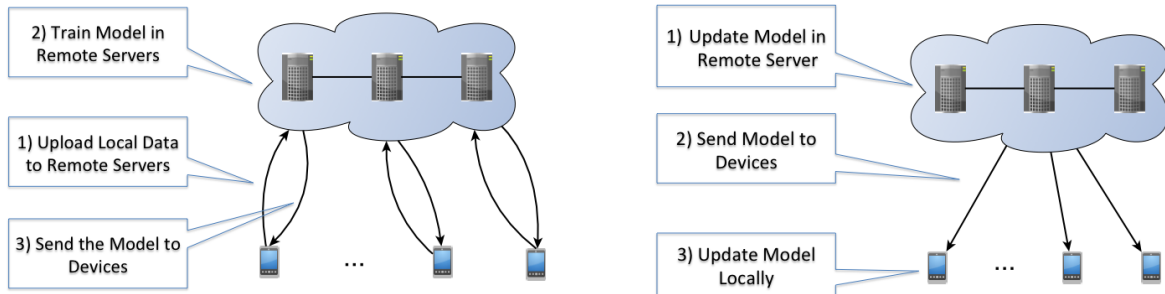 2) Train Model in
Remote Servers
1) Upload Local Data
to Remote Servers
3) Send the Model to
Devices
...
1) Update Model in
Remote Server
2) Send Model to
Devices
3) Update Model
Locally
...